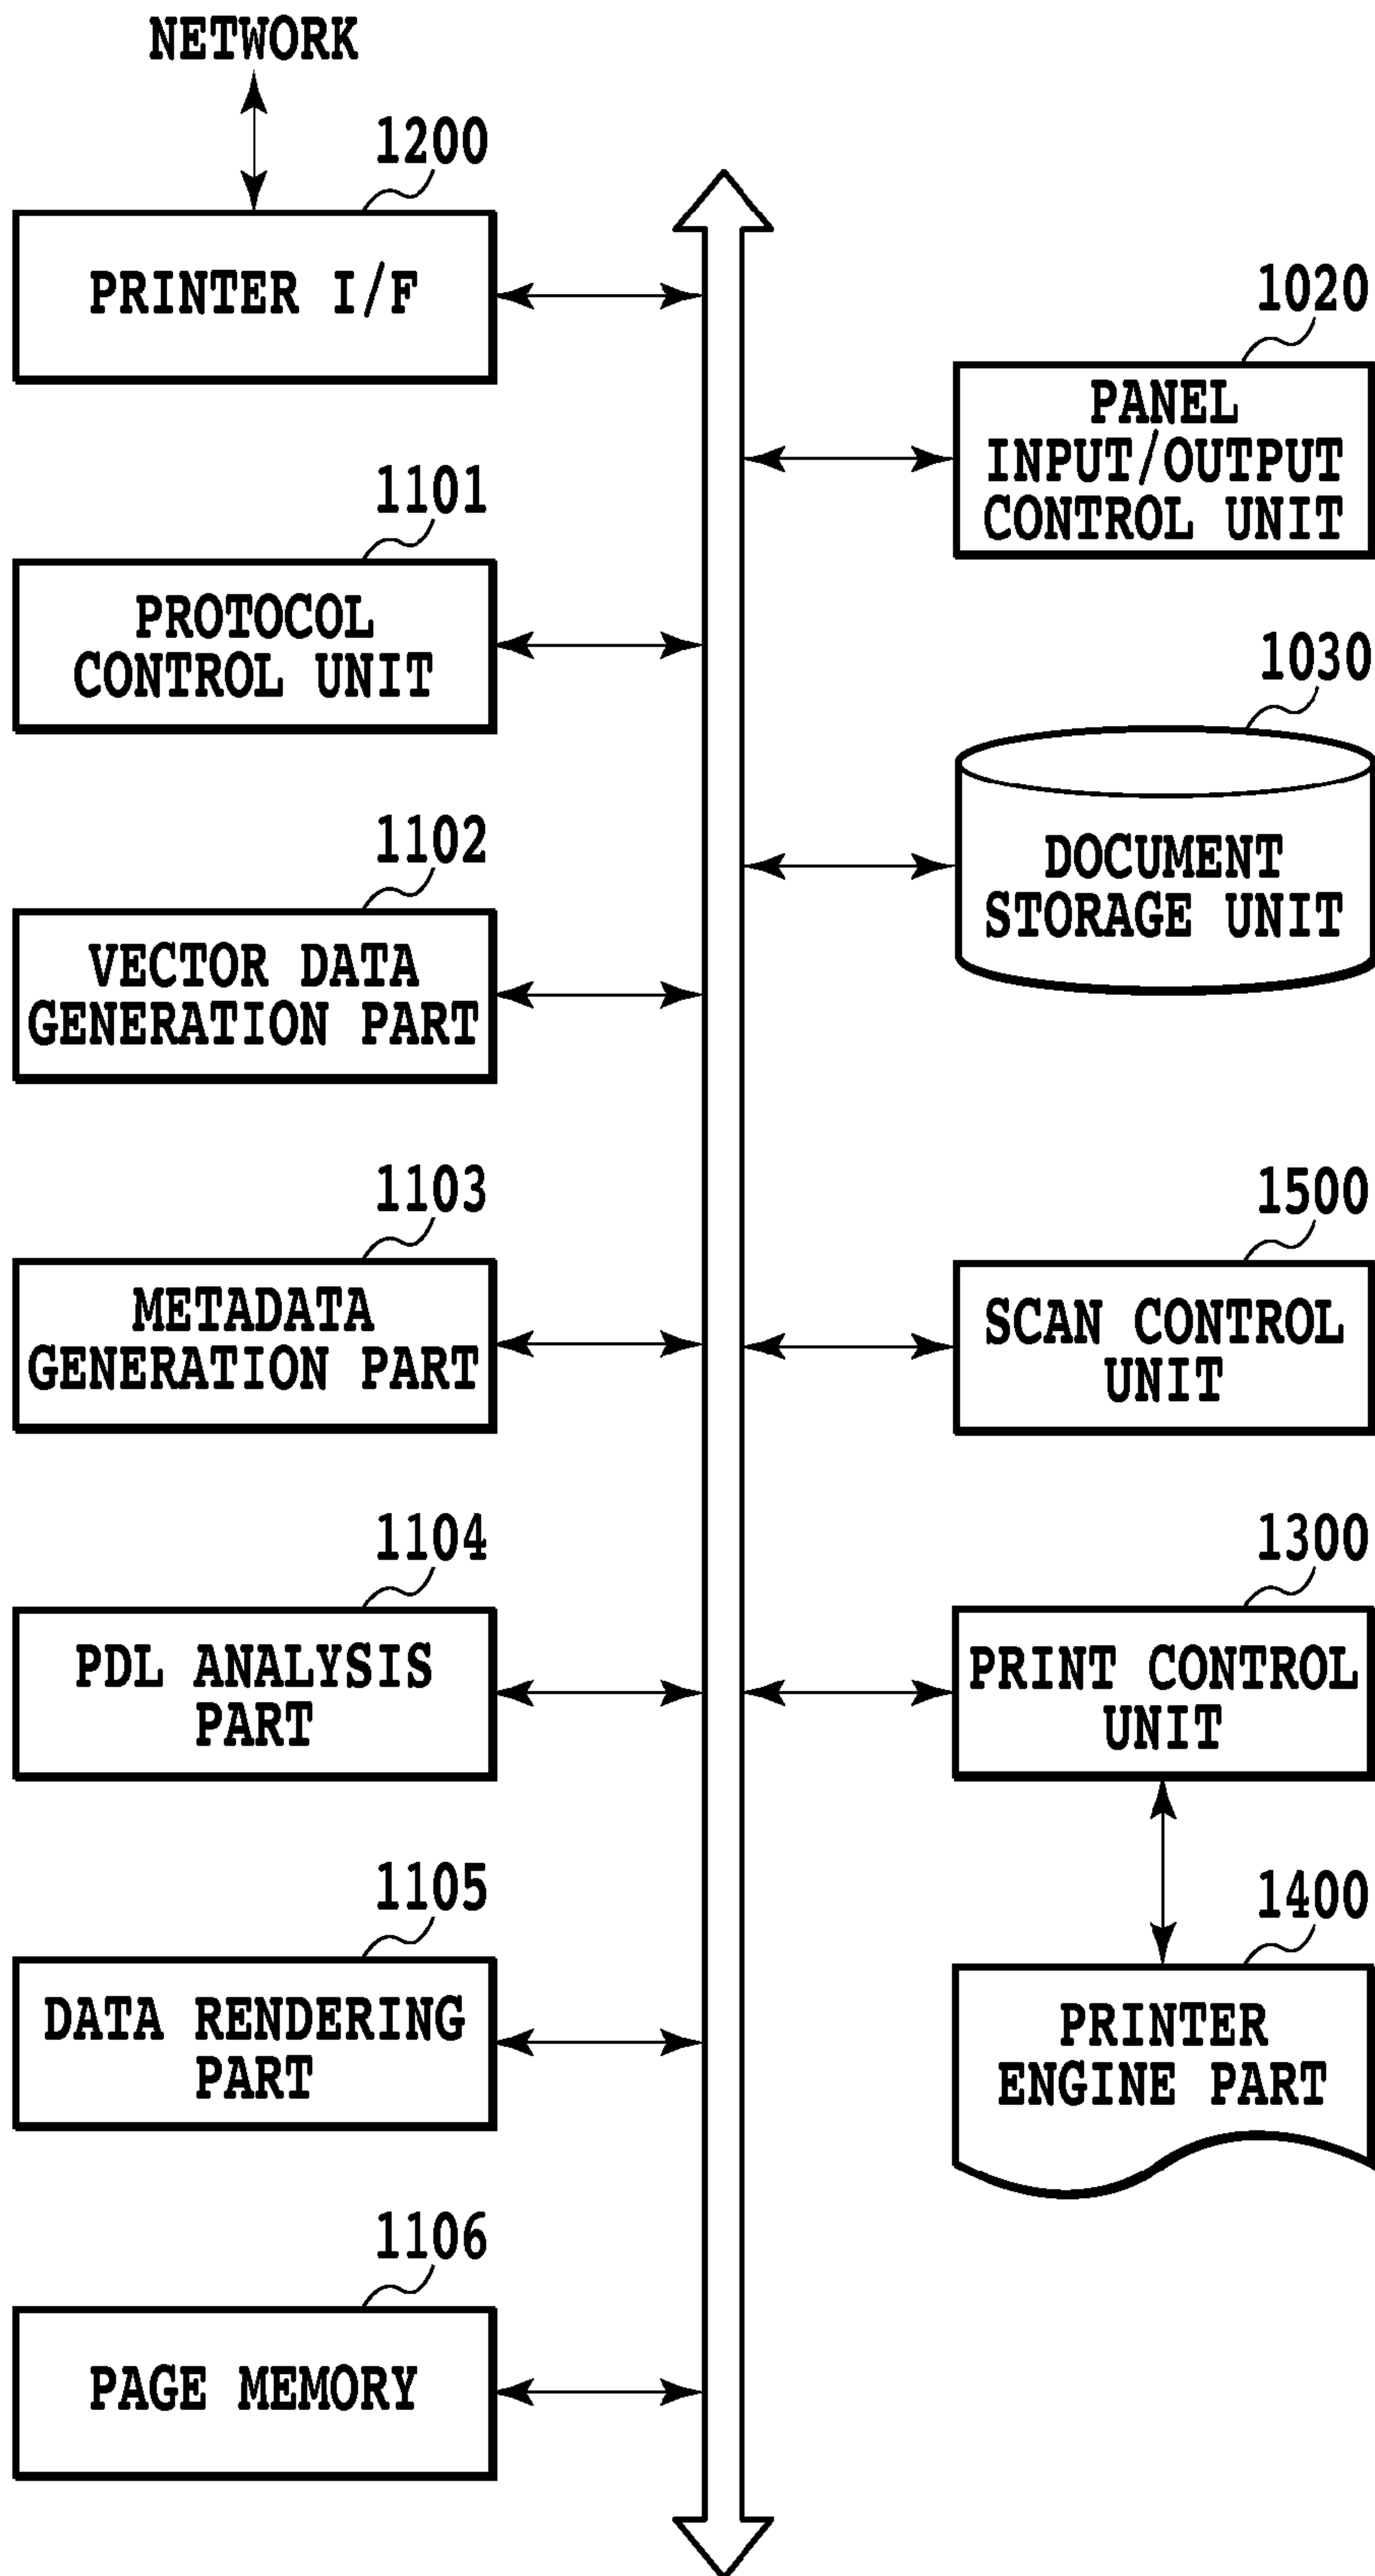 NETWORK
1200
PRINTER I/F
1101
PROTOCOL
CONTROL UNIT
1102
VECTOR DATA
GENERATION PART
1103
METADATA
GENERATION PART
1104
PDL ANALYSIS
PART
1105
DATA RENDERING
PART
1106
PAGE MEMORY
1020
PANEL
INPUT/OUTPUT
CONTROL UNIT
1030
DOCUMENT
STORAGE UNIT
1500
SCAN CONTROL
UNIT
1300
PRINT CONTROL
UNIT
1400
PRINTER
ENGINE PART